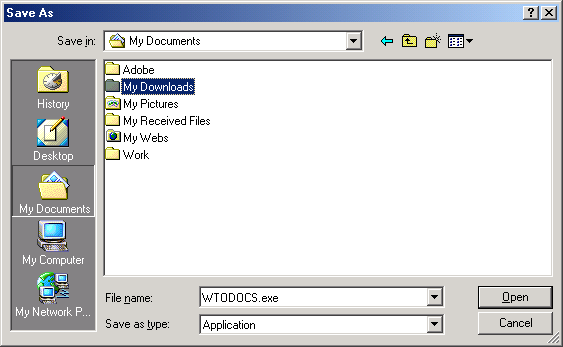 Save As
Save in: My Documents
History
Desktop
My Documents
My Computer
My Network P...
Adobe
My Downloads
My Pictures
My Received Files
My Webs
Work
File name: WTODOCS.exe Open
Save as type: Application Cancel